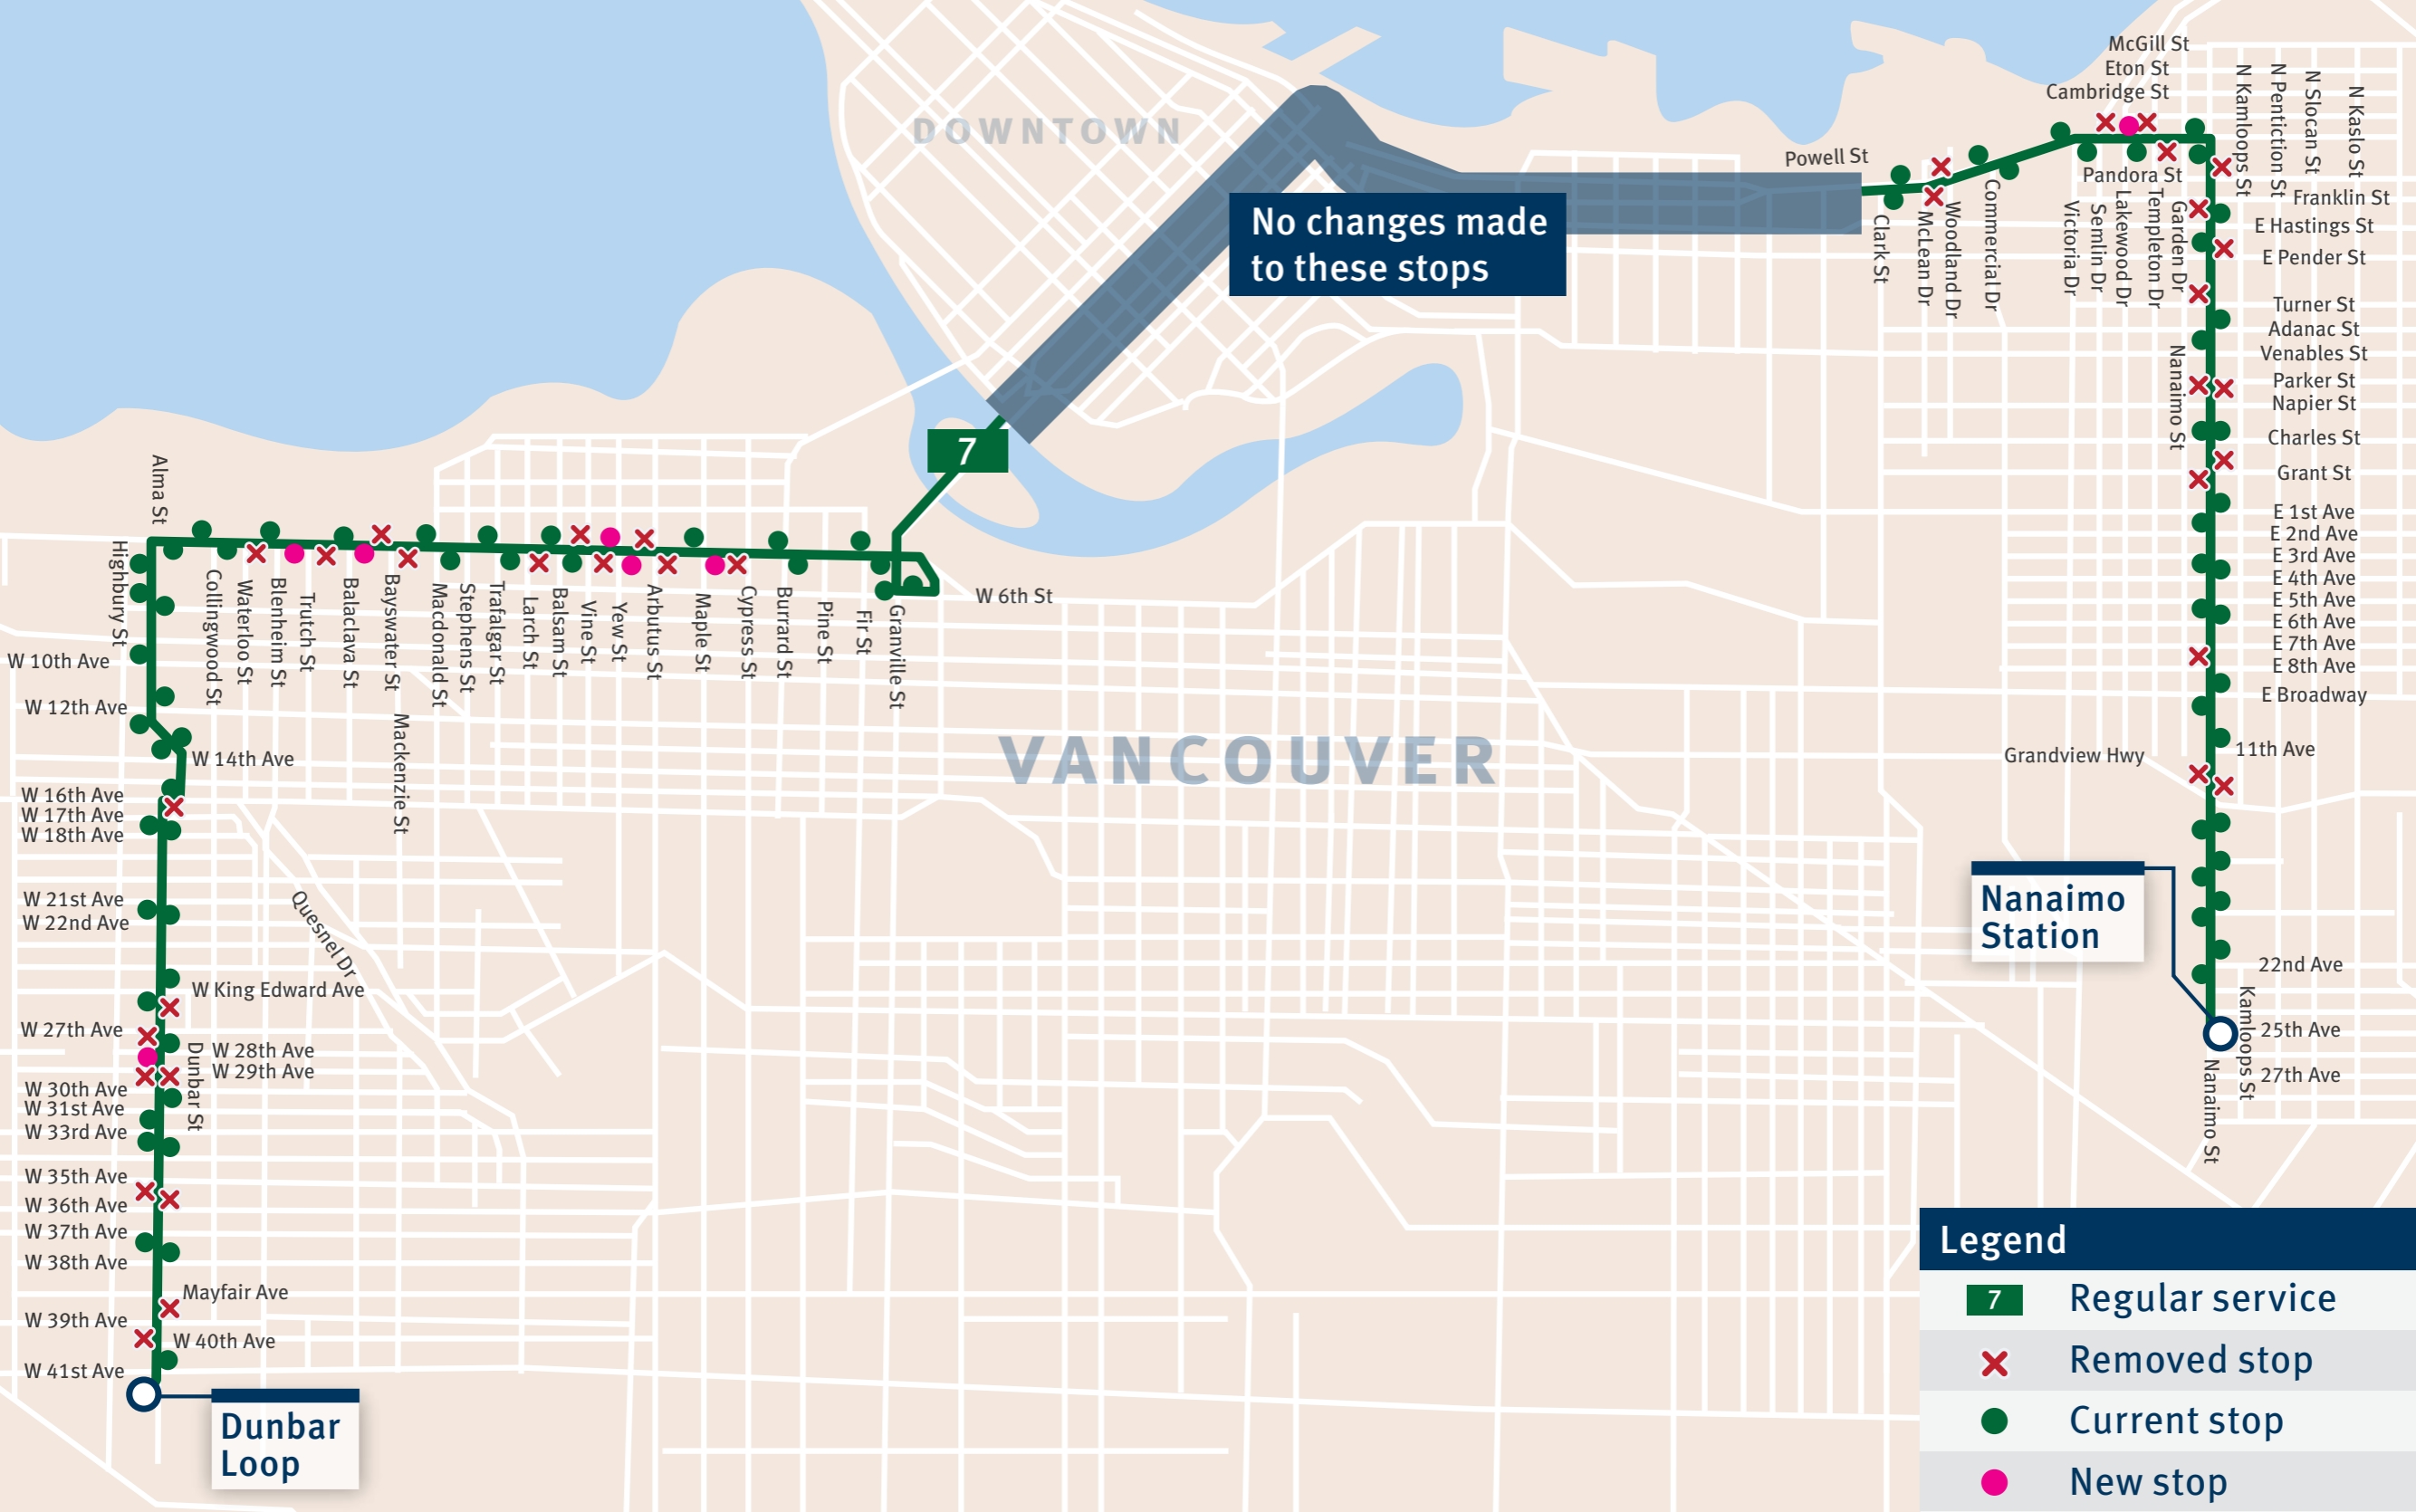 McGill St
Eton St
Cambridge St
N Kamloops St
N Penticton St
N Slocan St
N Kaslo St
DOWNTOWN
Powell St
Pandora St
Franklin St
E Hastings St
E Pender St
No changes made
to these stops
Clark St
McLean Dr
Woodland Dr
Commercial Dr
Victoria Dr
Semlin Dr
Lakewood Dr
Templeton Dr
Garden Dr
Turner St
Adanac St
Venables St
Nanaimo St
Parker St
Napier St
Charles St
Grant St
7
Alma St
Highbury St
E 1st Ave
E 2nd Ave
E 3rd Ave
E 4th Ave
E 5th Ave
E 6th Ave
E 7th Ave
E 8th Ave
E Broadway
Collingwood St
Waterloo St
Blenheim St
Trutch St
Balaclava St
Bayswater St
Macdonald St
Stephens St
Trafalgar St
Larch St
Balsam St
Vine St
Yew St
Arbutus St
Maple St
Cypress St
Burrard St
Pine St
Fir St
Granville St
W 6th St
W 10th Ave
W 12th Ave
Mackenzie St
VANCOUVER
W 14th Ave
Grandview Hwy
11th Ave
W 16th Ave
W 17th Ave
W 18th Ave
W 21st Ave
W 22nd Ave
Quesnel Dr
Nanaimo
Station
22nd Ave
W King Edward Ave
W 27th Ave
Dunbar St
W 28th Ave
W 29th Ave
W 30th Ave
W 31st Ave
W 33rd Ave
Kamloops St
25th Ave
27th Ave
Nanaimo St
W 35th Ave
W 36th Ave
W 37th Ave
W 38th Ave
Mayfair Ave
W 39th Ave
W 40th Ave
W 41st Ave
Dunbar
Loop
Legend
7 Regular service
Removed stop
Current stop
New stop